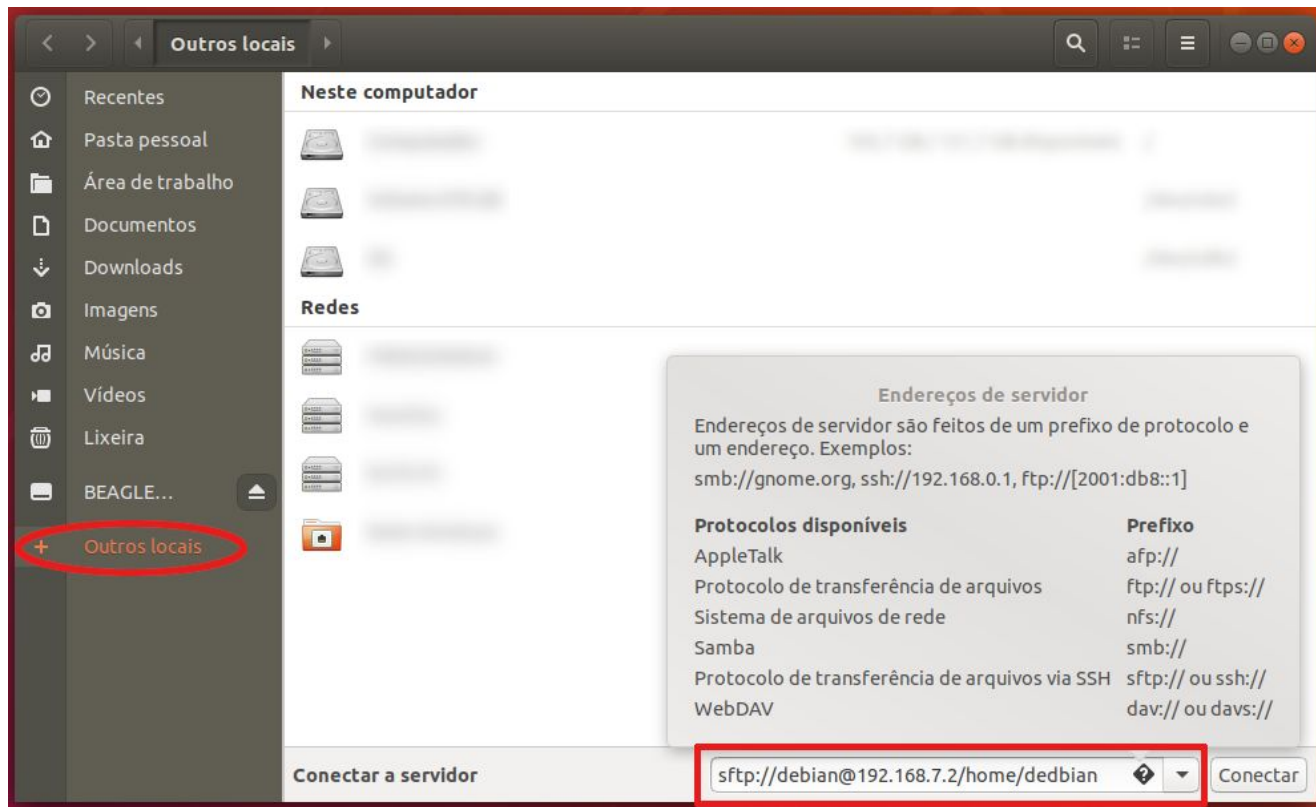 Outros locais
Recentes
Pasta pessoal
Área de trabalho
Documentos
Downloads
Imagens
Música
Vídeos
Lixeira
BEAGLE...
Outros locais
Neste computador
Redes
Endereços de servidor
Endereços de servidor são feitos de um prefixo de protocolo e
um endereço. Exemplos:
smb://gnome.org, ssh://192.168.0.1, ftp://[2001:db8::1]
Protocolos disponíveis Prefixo
AppleTalk afp://
Protocolo de transferência de arquivos ftp:// ou ftps://
Sistema de arquivos de rede nfs://
Samba smb://
Protocolo de transferência de arquivos via SSH sftp:// ou ssh://
WebDAV dav:// ou davs://
Conectar a servidor sftp://debian@192.168.7.2/home/dedbian Conectar